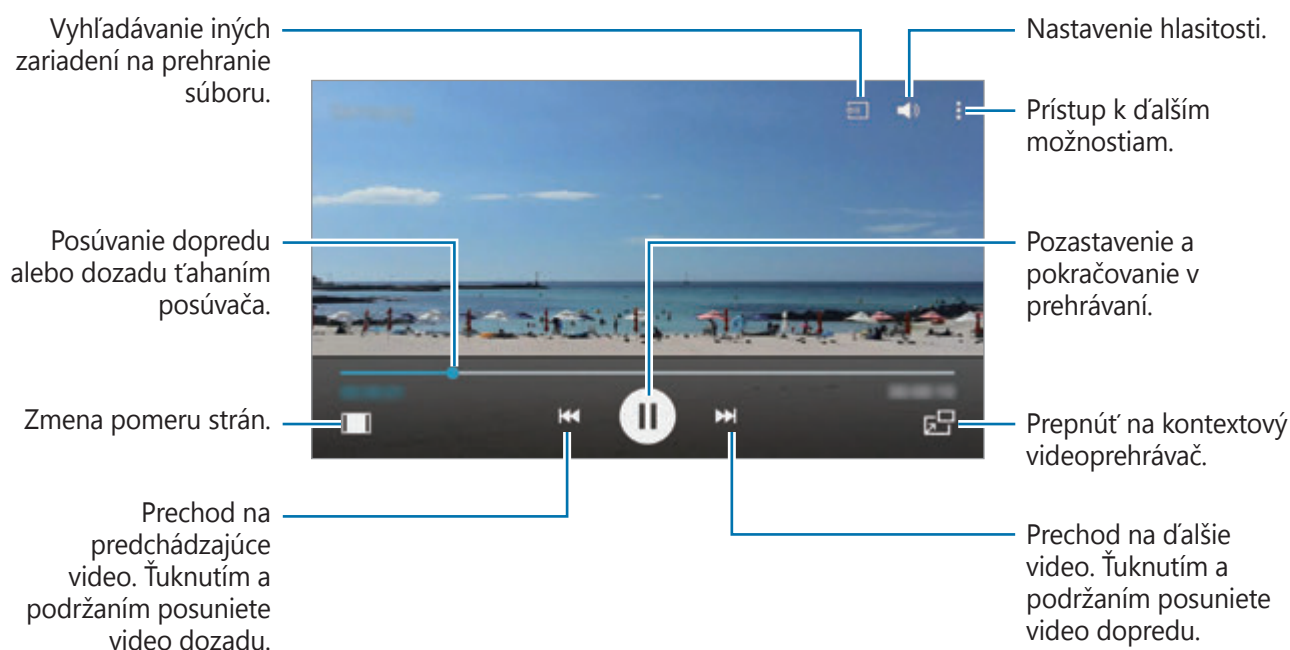 Vyhľadávanie iných
zariadení na prehranie
súboru.
Nastavenie hlasitosti.
Prístup k ďalším
možnostiam.
Posúvanie dopredu
alebo dozadu ťahaním
posúvača.
Pozastavenie a
pokračovanie v
prehrávaní.
Zmena pomeru strán.
Prepnúť na kontextový
videoprehrávač.
Prechod na
predchádzajúce
video. Ťuknutím a
podržaním posuniete
video dozadu.
Prechod na ďalšie
video. Ťuknutím a
podržaním posuniete
video dopredu.